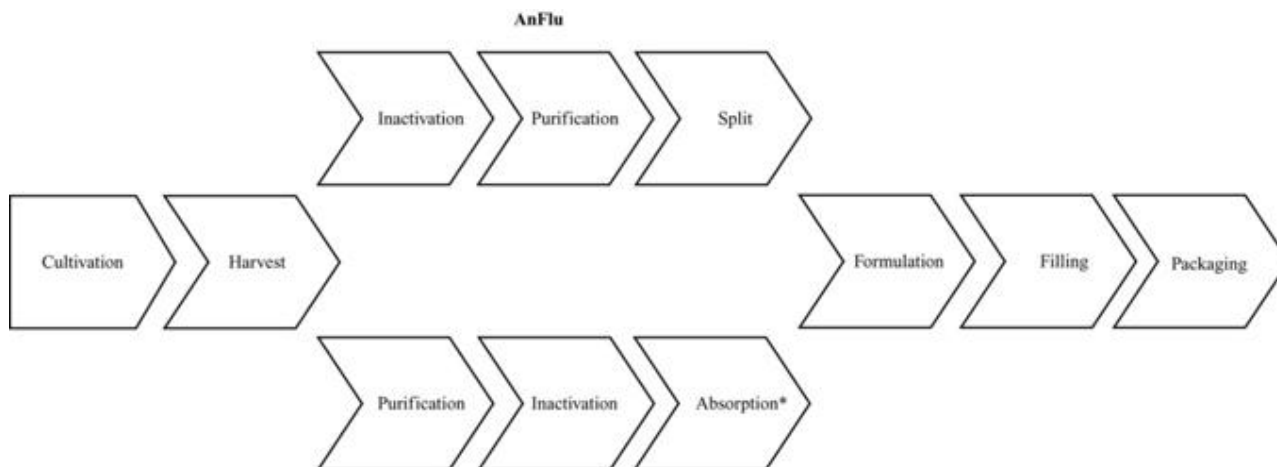 AnFlu
Inactivation
Purification
Split
Cultivation
Harvest
Formulation
Filling
Packaging
Purification
Inactivation
Absorption*